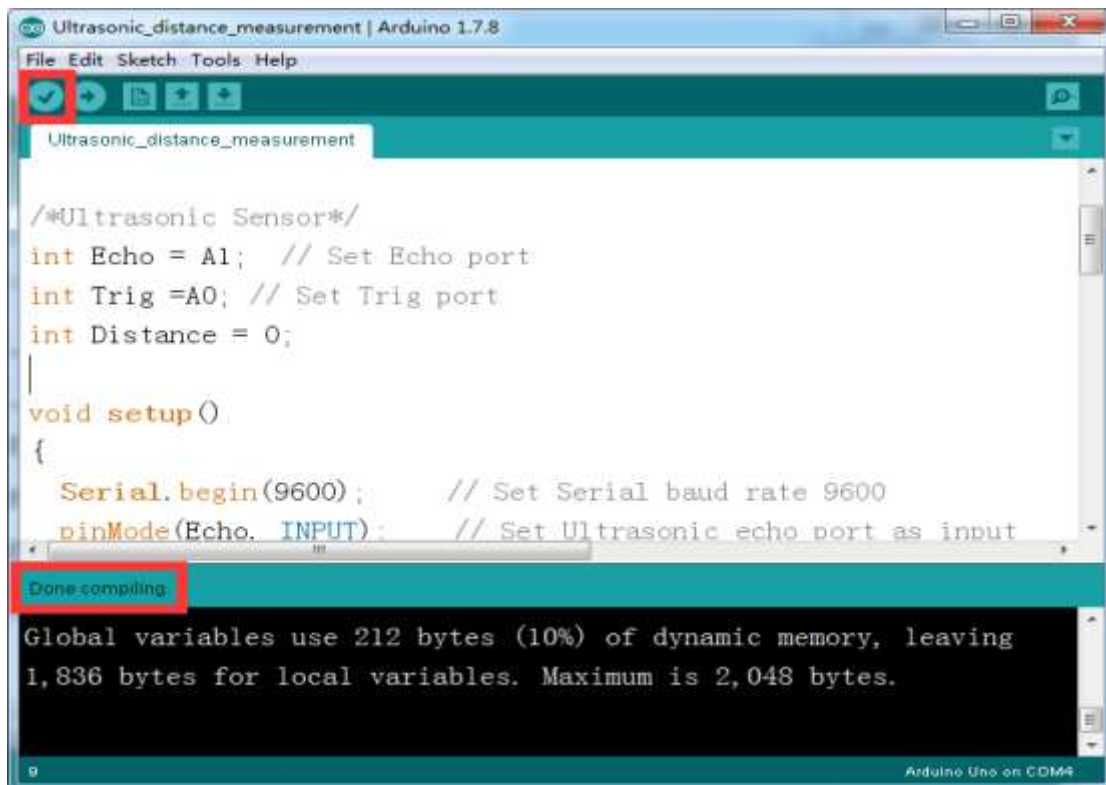 Ultrasonic_distance_measurement | Arduino 1.7.8
File Edit Sketch Tools Help
Ultrasonic_distance_measurement
/*Ultrasonic Sensor*/
int Echo = A1;  // Set Echo port
int Trig =A0; // Set Trig port
int Distance = 0;
void setup()
{
Serial.begin(9600);      // Set Serial baud rate 9600
pinMode(Echo, INPUT);     // Set Ultrasonic echo port as input
Done compiling.
Global variables use 212 bytes (10%) of dynamic memory, leaving
1,836 bytes for local variables. Maximum is 2,048 bytes.
9
Arduino Uno on COM4